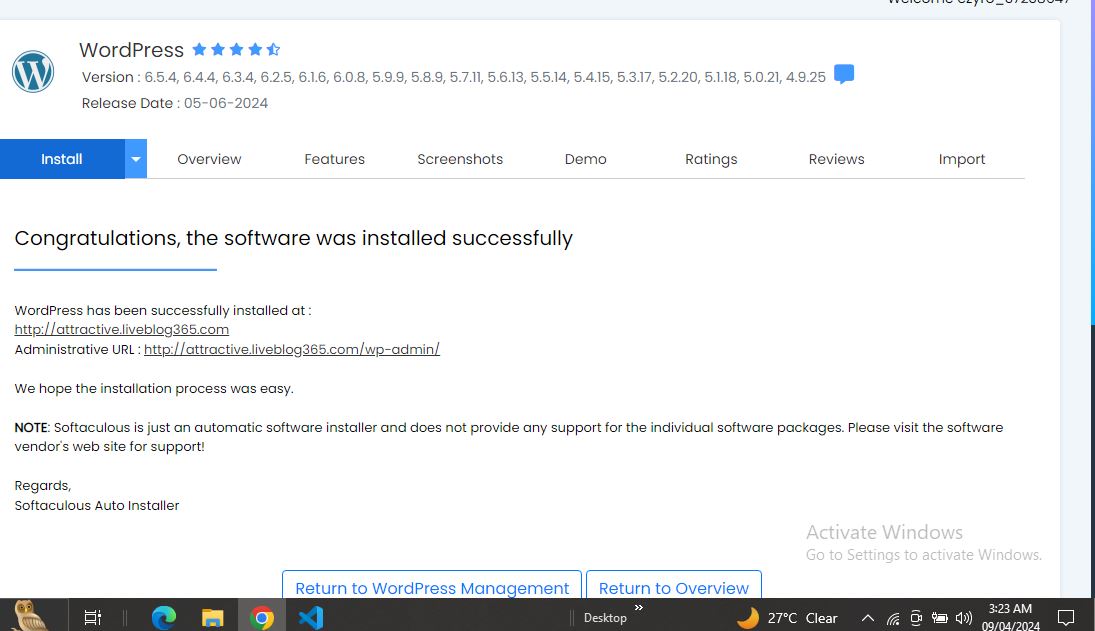 WordPress
Version : 6.5.4, 6.4.4, 6.3.4, 6.2.5, 6.1.6, 6.0.8, 5.9.9, 5.8.9, 5.7.11, 5.6.13, 5.5.14, 5.4.15, 5.3.17, 5.2.20, 5.1.18, 5.0.21, 4.9.25
Release Date : 05-06-2024
Install Overview Features Screenshots Demo Ratings Reviews Import
Congratulations, the software was installed successfully
WordPress has been successfully installed at :
http://attractive.liveblog365.com
Administrative URL : http://attractive.liveblog365.com/wp-admin/
We hope the installation process was easy.
NOTE: Softaculous is just an automatic software installer and does not provide any support for the individual software packages. Please visit the software
vendor's web site for support!
Regards,
Softaculous Auto Installer
Activate Windows
Go to Settings to activate Windows.
Return to WordPress Management Return to Overview
Desktop 27°C Clear 3:23 AM
09/04/2024